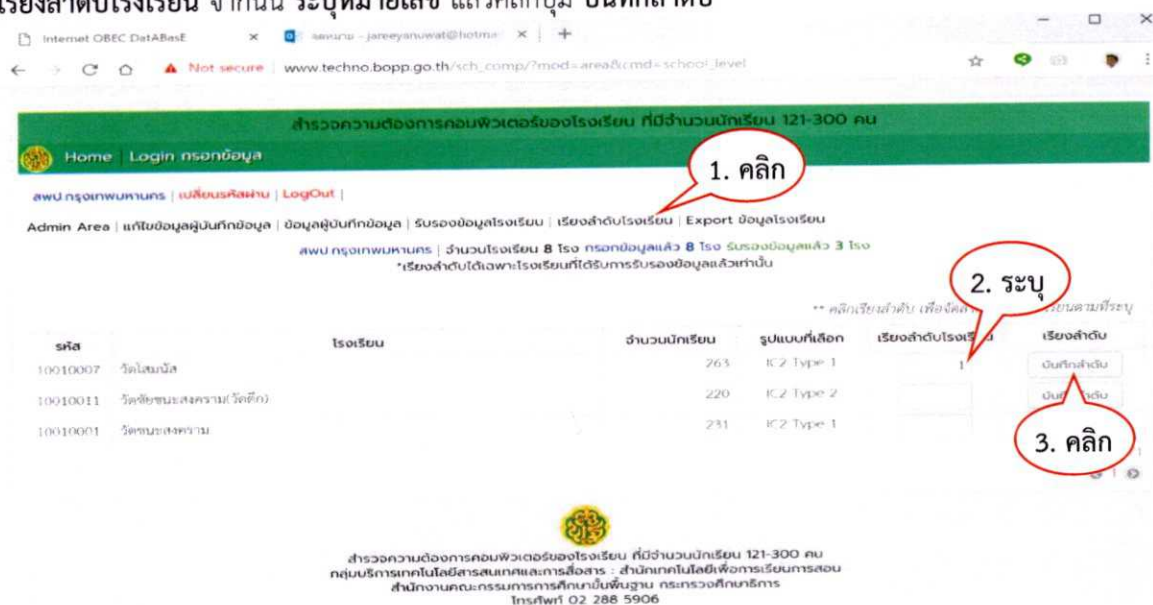 เรียงลำดับโรงเรียน จากนั้น ระบุหมายเลข แล้วคลิกปุ่ม บันทึกลำดับ
Internet OBEC DatABasE
จดหมาย - jareeyanuwat@hotma
Not secure www.techno.bopp.go.th/sch_comp/?mod=area&cmd=school_level
สำรวจความต้องการคอมพิวเตอร์ของโรงเรียน ที่มีจำนวนนักเรียน 121-300 คน
Home | Login กรอกข้อมูล
1. คลิก
สพป.กรุงเทพมหานคร | เปลี่ยนรหัสผ่าน | LogOut |
Admin Area | แก้ไขข้อมูลผู้บันทึกข้อมูล | ข้อมูลผู้บันทึกข้อมูล | รับรองข้อมูลโรงเรียน | เรียงลำดับโรงเรียน | Export ข้อมูลโรงเรียน
สพป.กรุงเทพมหานคร | จำนวนโรงเรียน 8 โรง กรอกข้อมูลแล้ว 8 โรง รับรองข้อมูลแล้ว 3 โรง
*เรียงลำดับได้เฉพาะโรงเรียนที่ได้รับการรับรองข้อมูลแล้วเท่านั้น
2. ระบุ
** คลิกเรียงลำดับ เพื่อจัด เรียนตามที่ระบุ
รหัส โรงเรียน จำนวนนักเรียน รูปแบบที่เลือก เรียงลำดับโรงเรียน เรียงลำดับ
10010007 วัดโสมนัส 263 IC2 Type 1 1 บันทึกลำดับ
10010011 วัดชัยชนะสงคราม(วัดตึก) 220 IC2 Type 2
10010001 วัดชนะสงคราม 231 IC2 Type 1
3. คลิก
สำรวจความต้องการคอมพิวเตอร์ของโรงเรียน ที่มีจำนวนนักเรียน 121-300 คน
กลุ่มบริการเทคโนโลยีสารสนเทศและการสื่อสาร : สำนักเทคโนโลยีเพื่อการเรียนการสอน
สำนักงานคณะกรรมการการศึกษาขั้นพื้นฐาน กระทรวงศึกษาธิการ
โทรศัพท์ 02 288 5906